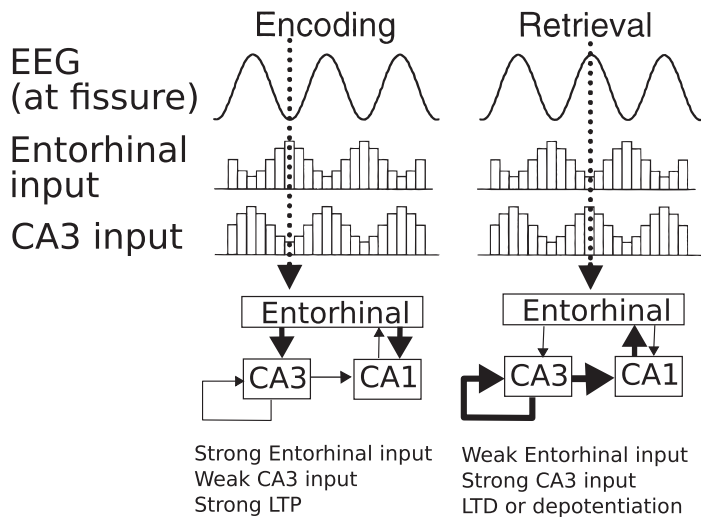 Encoding
Retrieval
EEG
(at fissure)
Entorhinal
input
CA3 input
Entorhinal
CA3
CA1
Entorhinal
CA3
CA1
Strong Entorhinal input
Weak CA3 input
Strong LTP
Weak Entorhinal input
Strong CA3 input
LTD or depotentiation